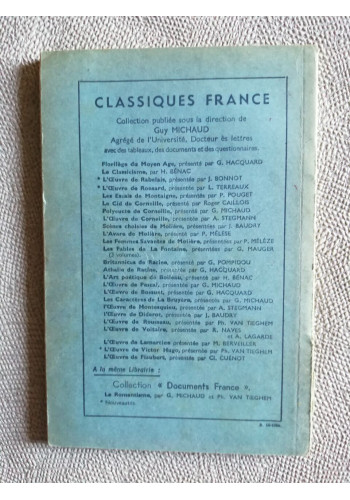 CLASSIQUES FRANCE
Collection publiée sous la direction de
Guy MICHAUD
Agrégé de l'Université, Docteur ès lettres
avec des tableaux, des documents et des questionnaires.
Florilège du Moyen Age, présenté par G. HACQUARD
Le Classicisme, par H. BÉNAC
* L'Œuvre de Rabelais, présentée par J. BONNOT
* L'Œuvre de Ronsard, présentée par L. TERREAUX
Les Essais de Montaigne, présentés par P. POUGET
Le Cid de Corneille, présenté par Roger CAILLOIS
Polyeucte de Corneille, présenté par G. MICHAUD
L'Œuvre de Corneille, présentée par A. STEGMANN
Scènes choisies de Molière, présentées par J. BAUDRY
L'Avare de Molière, présenté par P. MÉLÈSE
Les Femmes Savantes de Molière, présentées par P. MÉLÈZE
Les Fables de La Fontaine, présentées par G. MAUGER
(2 volumes).
Britannicus de Racine, présenté par G. POMPIDOU
Athalie de Racine, présentée par G. HACQUARD
L'Art poétique de Boileau, présenté par H. BÉNAC
L'Œuvre de Pascal, présentée par G. MICHAUD
L'Œuvre de Bossuet, présentée par G. HACQUARD
Les Caractères de La Bruyère, présentés par G. MICHAUD
L'Œuvre de Montesquieu, présentée par A. STEGMANN
l'Œuvre de Diderot, présentée par J. BAUDRY
L'Œuvre de Rousseau, présentée par Ph. VAN TIEGHEM
L'Œuvre de Voltaire, présentée par R. NAVES
et A. LAGARDE
L'Œuvre de Lamartine présentée par M. BERVEILLER
* L'Œuvre de Victor Hugo, présentée par Ph. VAN TIEGHEM
L'Œuvre de Flaubert, présentée par O. GUÉNOT
A la même Librairie :
Collection « Documents France ».
Le Romantisme, par G. MICHAUD et Ph. VAN TIEGHEM
* Nouveautés